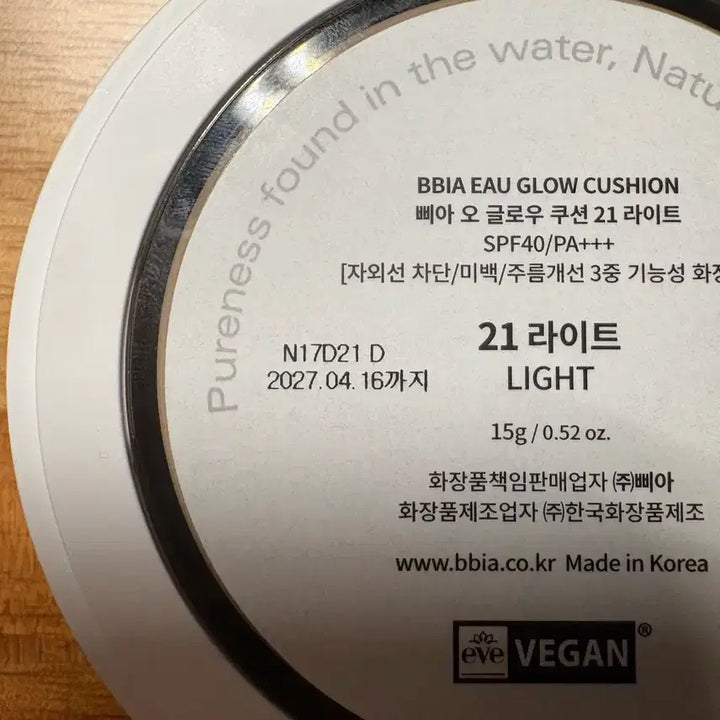 Pureness found in the water,
BBIA EAU GLOW CUSHION
삐아 오 글로우 쿠션 21 라이트
SPF40/PA+++
[자외선 차단/미백/주름개선 3중 기능성
21 라이트
LIGHT
N17D21 D
2027.04.16까지
15g / 0.52 oz.
화장품책임판매업자 ㈜삐아
화장품제조업자 ㈜한국화장품제조
www.bbia.co.kr Made in Korea
eve VEGAN®